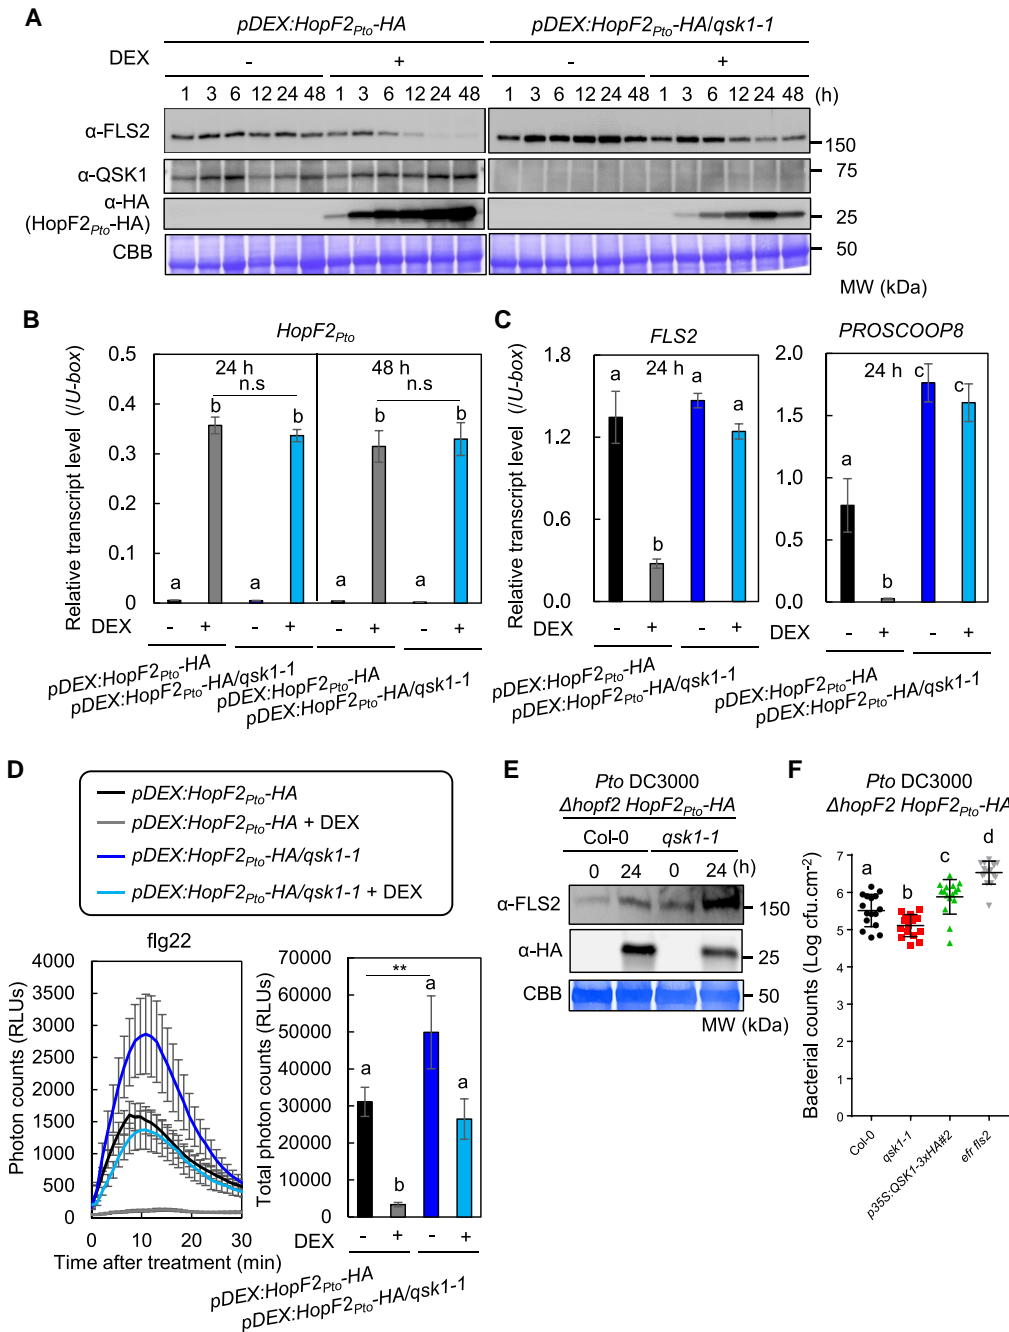 A
pDEX:HopF2Pto-HA
pDEX:HopF2Pto-HA/qsk1-1
DEX - + - +
1 3 6 12 24 48 1 3 6 12 24 48 1 3 6 12 24 48 1 3 6 12 24 48 (h)
α-FLS2
150
α-QSK1
75
α-HA
(HopF2Pto-HA)
25
CBB
50
MW (kDa)
B
HopF2Pto
Relative transcript level (/U-box)
0.5
0.4
0.3
0.2
0.1
0
24 h
n.s
48 h
n.s
a b a b a b a b
DEX - + - + - + - +
pDEX:HopF2Pto-HA
pDEX:HopF2Pto-HA/qsk1-1
pDEX:HopF2Pto-HA
pDEX:HopF2Pto-HA/qsk1-1
C
FLS2
Relative transcript level (/U-box)
1.8
1.2
0.6
0.0
24 h
a b a a
DEX - + - +
pDEX:HopF2Pto-HA
pDEX:HopF2Pto-HA/qsk1-1
PROSCOOP8
2.0
1.5
1.0
0.5
0.0
24 h
a b c c
- + - +
pDEX:HopF2Pto-HA
pDEX:HopF2Pto-HA/qsk1-1
D
pDEX:HopF2Pto-HA
pDEX:HopF2Pto-HA + DEX
pDEX:HopF2Pto-HA/qsk1-1
pDEX:HopF2Pto-HA/qsk1-1 + DEX
flg22
Photon counts (RLUs)
4000
3500
3000
2500
2000
1500
1000
500
0
0 10 20 30
Time after treatment (min)
Total photon counts (RLUs)
70000
60000
50000
40000
30000
20000
10000
0
**
a b a a
DEX - + - +
pDEX:HopF2Pto-HA
pDEX:HopF2Pto-HA/qsk1-1
E
Pto DC3000
Δhopf2 HopF2Pto-HA
Col-0 qsk1-1
0 24 0 24 (h)
α-FLS2
150
α-HA
25
CBB
50
MW (kDa)
F
Pto DC3000
ΔhopF2 HopF2Pto-HA
Bacterial counts (Log cfu.cm-2)
7
6
5
4
3
2
1
0
a b c d
Col-0
qsk1-1
p35S:QSK1-3xHA#2
efr fls2